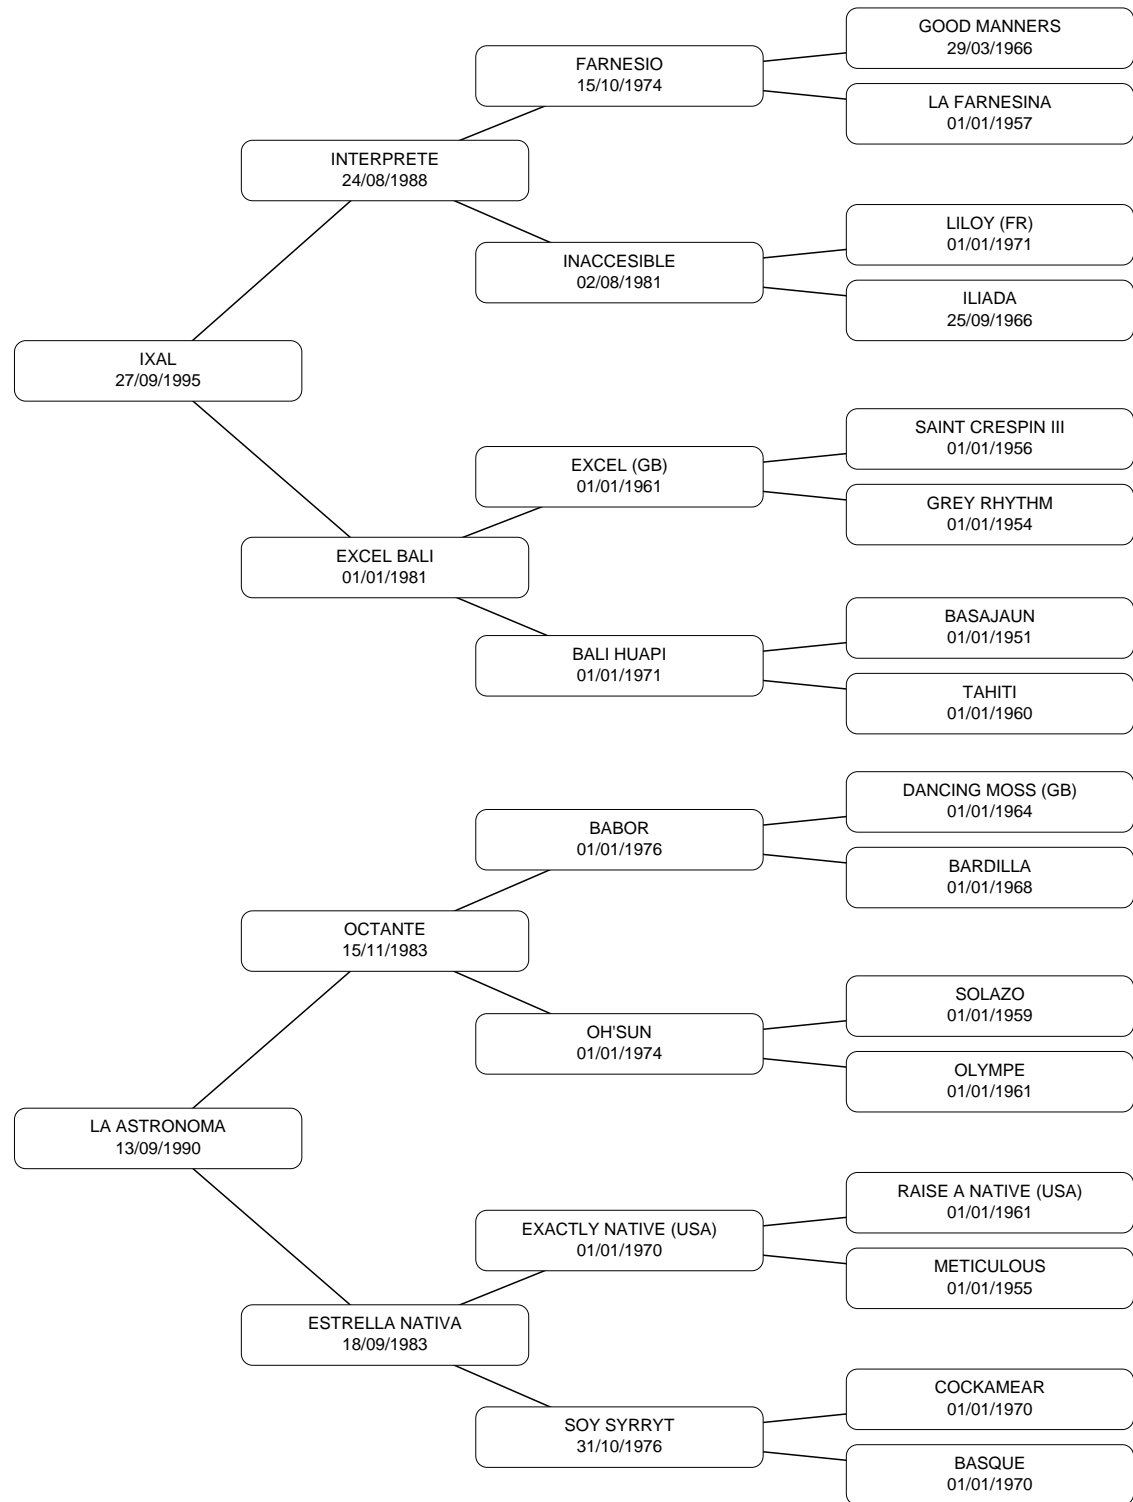 GOOD MANNERS
29/03/1966
FARNESIO
15/10/1974
LA FARNESINA
01/01/1957
INTERPRETE
24/08/1988
LILOY (FR)
01/01/1971
INACCESIBLE
02/08/1981
ILIADA
25/09/1966
IXAL
27/09/1995
SAINT CRESPIN III
01/01/1956
EXCEL (GB)
01/01/1961
GREY RHYTHM
01/01/1954
EXCEL BALI
01/01/1981
BASAJAUN
01/01/1951
BALI HUAPI
01/01/1971
TAHITI
01/01/1960
DANCING MOSS (GB)
01/01/1964
BABOR
01/01/1976
BARDILLA
01/01/1968
OCTANTE
15/11/1983
SOLAZO
01/01/1959
OH'SUN
01/01/1974
OLYMPE
01/01/1961
LA ASTRONOMA
13/09/1990
RAISE A NATIVE (USA)
01/01/1961
EXACTLY NATIVE (USA)
01/01/1970
METICULOUS
01/01/1955
ESTRELLA NATIVA
18/09/1983
COCKAMEAR
01/01/1970
SOY SYRRYT
31/10/1976
BASQUE
01/01/1970